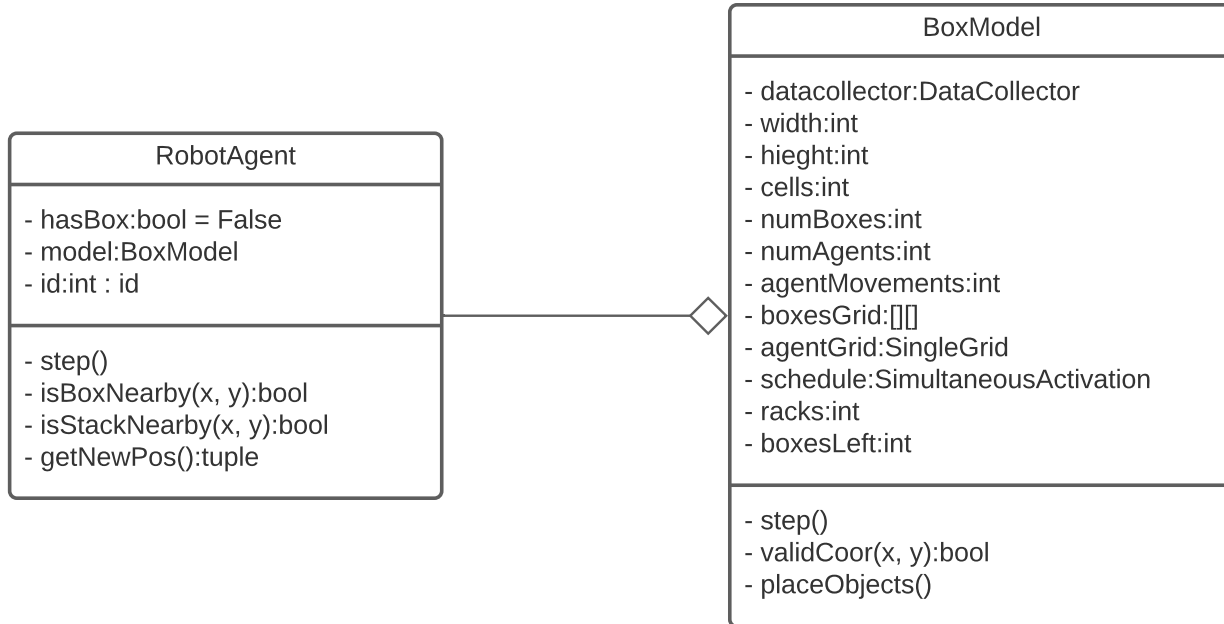 RobotAgent
- hasBox:bool = False
- model:BoxModel
- id:int : id
- step()
- isBoxNearby(x, y):bool
- isStackNearby(x, y):bool
- getNewPos():tuple
BoxModel
- datacollector:DataCollector
- width:int
- hieght:int
- cells:int
- numBoxes:int
- numAgents:int
- agentMovements:int
- boxesGrid:[][]
- agentGrid:SingleGrid
- schedule:SimultaneousActivation
- racks:int
- boxesLeft:int
- step()
- validCoor(x, y):bool
- placeObjects()